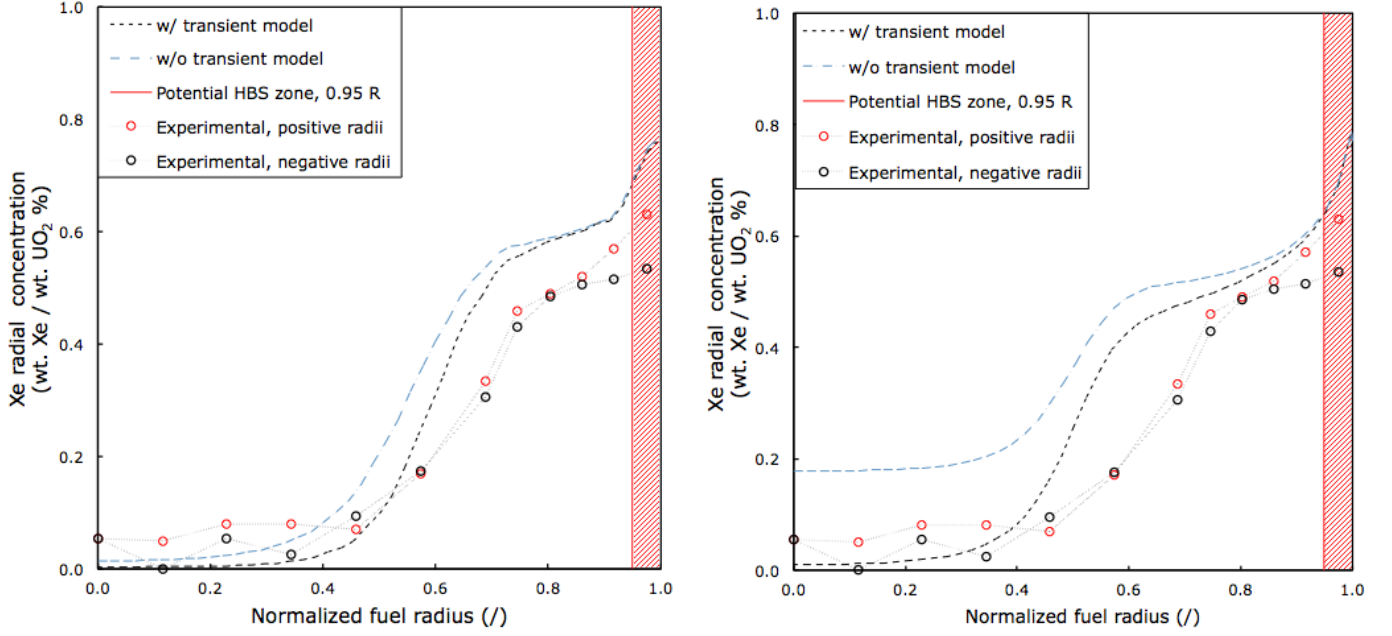 1.0
0.8
0.6
0.4
0.2
0.0
Xe radial concentration
(wt. Xe / wt. UO2 %)
w/ transient model
w/o transient model
Potential HBS zone, 0.95 R
Experimental, positive radii
Experimental, negative radii
0.0 0.2 0.4 0.6 0.8 1.0
Normalized fuel radius (/)
1.0
0.8
0.6
0.4
0.2
0.0
Xe radial concentration
(wt. Xe / wt. UO2 %)
w/ transient model
w/o transient model
Potential HBS zone, 0.95 R
Experimental, positive radii
Experimental, negative radii
0.0 0.2 0.4 0.6 0.8 1.0
Normalized fuel radius (/)